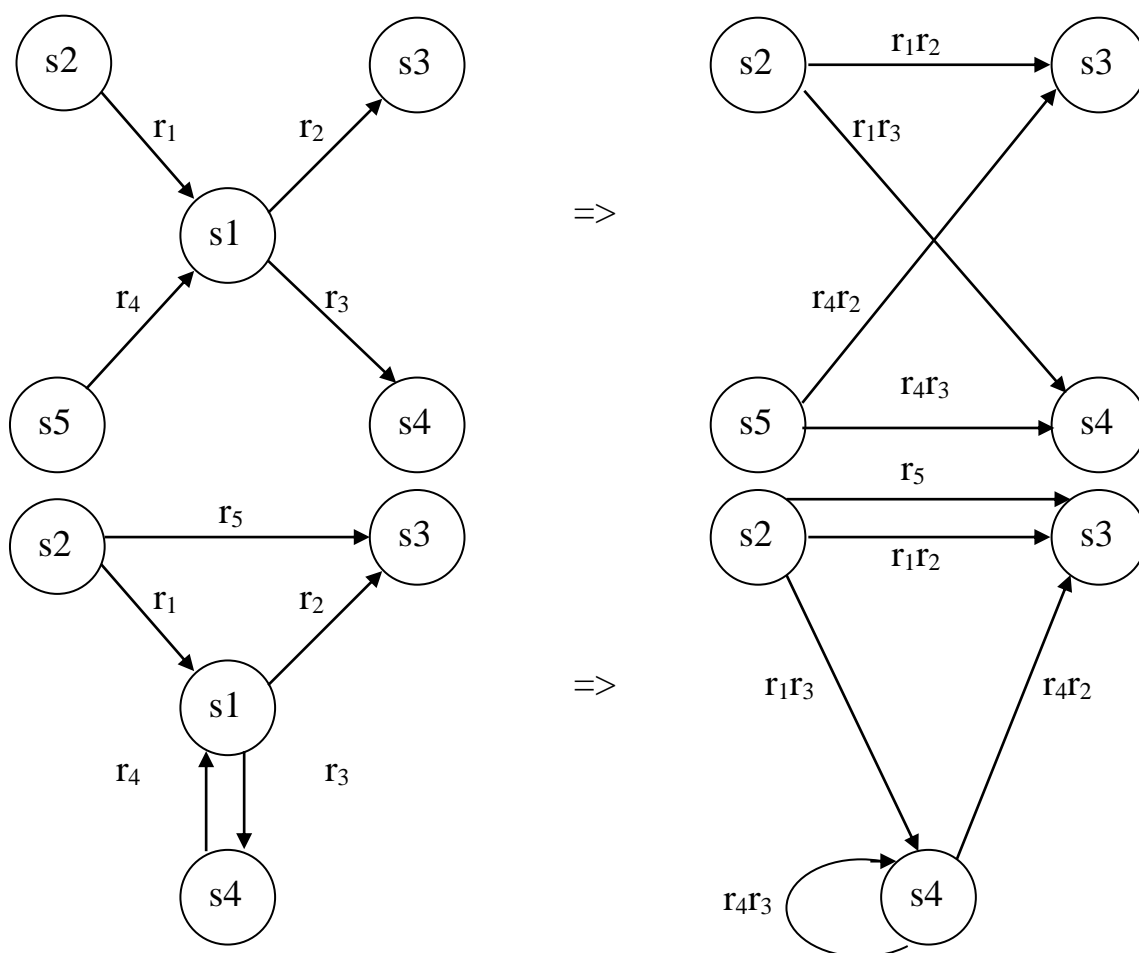 s2 s3 s2 r₁r₂ s3
r₁ r₂ r₁r₃
s1 =>
r₄ r₃ r₄r₂
s5 s4 s5 r₄r₃ s4
s2 r₅ s3 s2 r₅ s3
r₁ r₂ r₁r₂
s1 => r₁r₃ r₄r₂
r₄ r₃
s4 r₄r₃ s4